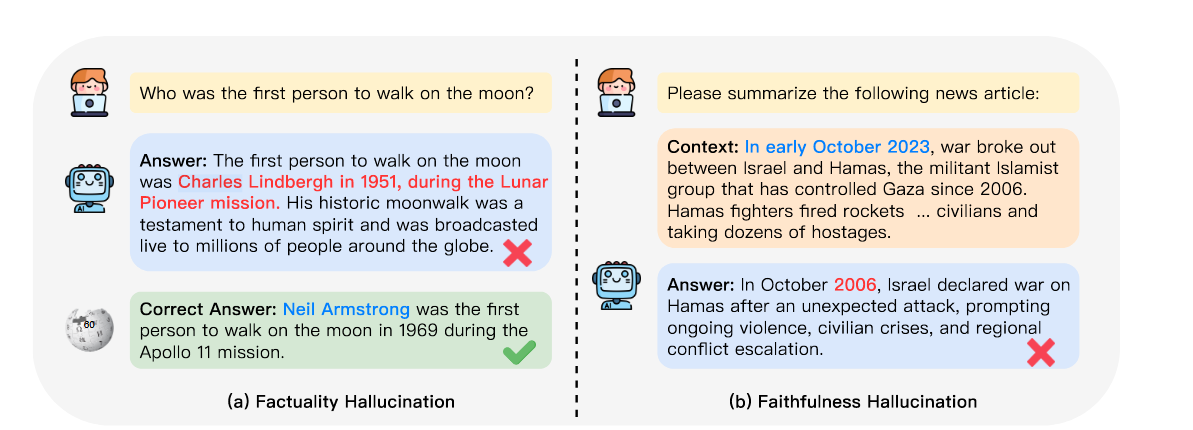 Who was the first person to walk on the moon?
Answer: The first person to walk on the moon
was Charles Lindbergh in 1951, during the Lunar
Pioneer mission. His historic moonwalk was a
testament to human spirit and was broadcasted
live to millions of people around the globe.
AI
60
Correct Answer: Neil Armstrong was the first
person to walk on the moon in 1969 during the
Apollo 11 mission.
(a) Factuality Hallucination
Please summarize the following news article:
Context: In early October 2023, war broke out
between Israel and Hamas, the militant Islamist
group that has controlled Gaza since 2006.
Hamas fighters fired rockets ... civilians and
taking dozens of hostages.
AI
Answer: In October 2006, Israel declared war on
Hamas after an unexpected attack, prompting
ongoing violence, civilian crises, and regional
conflict escalation.
(b) Faithfulness Hallucination